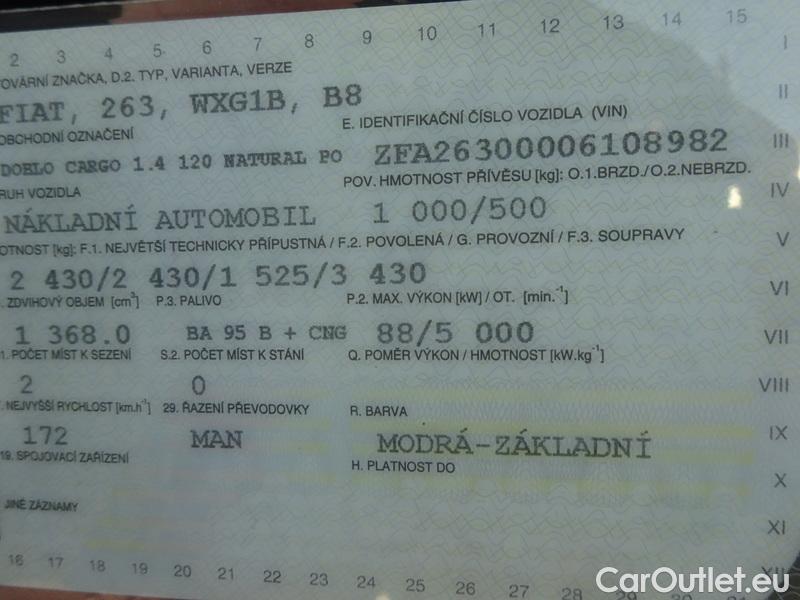 2 3 4 5 6 7 8 9 10 11 12 13 14 15
OVÁRNÍ ZNAČKA, D.2. TYP, VARIANTA, VERZE
I
FIAT, 263, WXG1B, B8
II
OBCHODNÍ OZNAČENÍ
E. IDENTIFIKAČNÍ ČÍSLO VOZIDLA (VIN)
DOBLO CARGO 1.4 120 NATURAL PO ZFA26300006108982
III
RUH VOZIDLA
POV. HMOTNOST PŘÍVĚSU [kg]: O.1.BRZD./O.2.NEBRZD.
IV
NÁKLADNÍ AUTOMOBIL 1 000/500
OTNOST [kg]: F.1. NEJVĚTŠÍ TECHNICKY PŘÍPUSTNÁ / F.2. POVOLENÁ / G. PROVOZNÍ / F.3. SOUPRAVY
V
2 430/2 430/1 525/3 430
VI
. ZDVIHOVÝ OBJEM [cm³] P.3. PALIVO P.2. MAX. VÝKON [kW] / OT. [min.⁻¹]
1 368.0 BA 95 B + CNG 88/5 000
VII
1. POČET MÍST K SEZENÍ S.2. POČET MÍST K STÁNÍ Q. POMĚR VÝKON / HMOTNOST [kW.kg⁻¹]
2 0
VIII
. NEJVYŠŠÍ RYCHLOST [km.h⁻¹] 29. ŘAZENÍ PŘEVODOVKY R. BARVA
172 MAN MODRÁ-ZÁKLADNÍ
IX
19. SPOJOVACÍ ZAŘÍZENÍ H. PLATNOST DO
X
JINÉ ZÁZNAMY
XI
XII
16 17 18 19 20 21 22 23 24 25 26 27 28 29 30 31
CarOutlet.eu